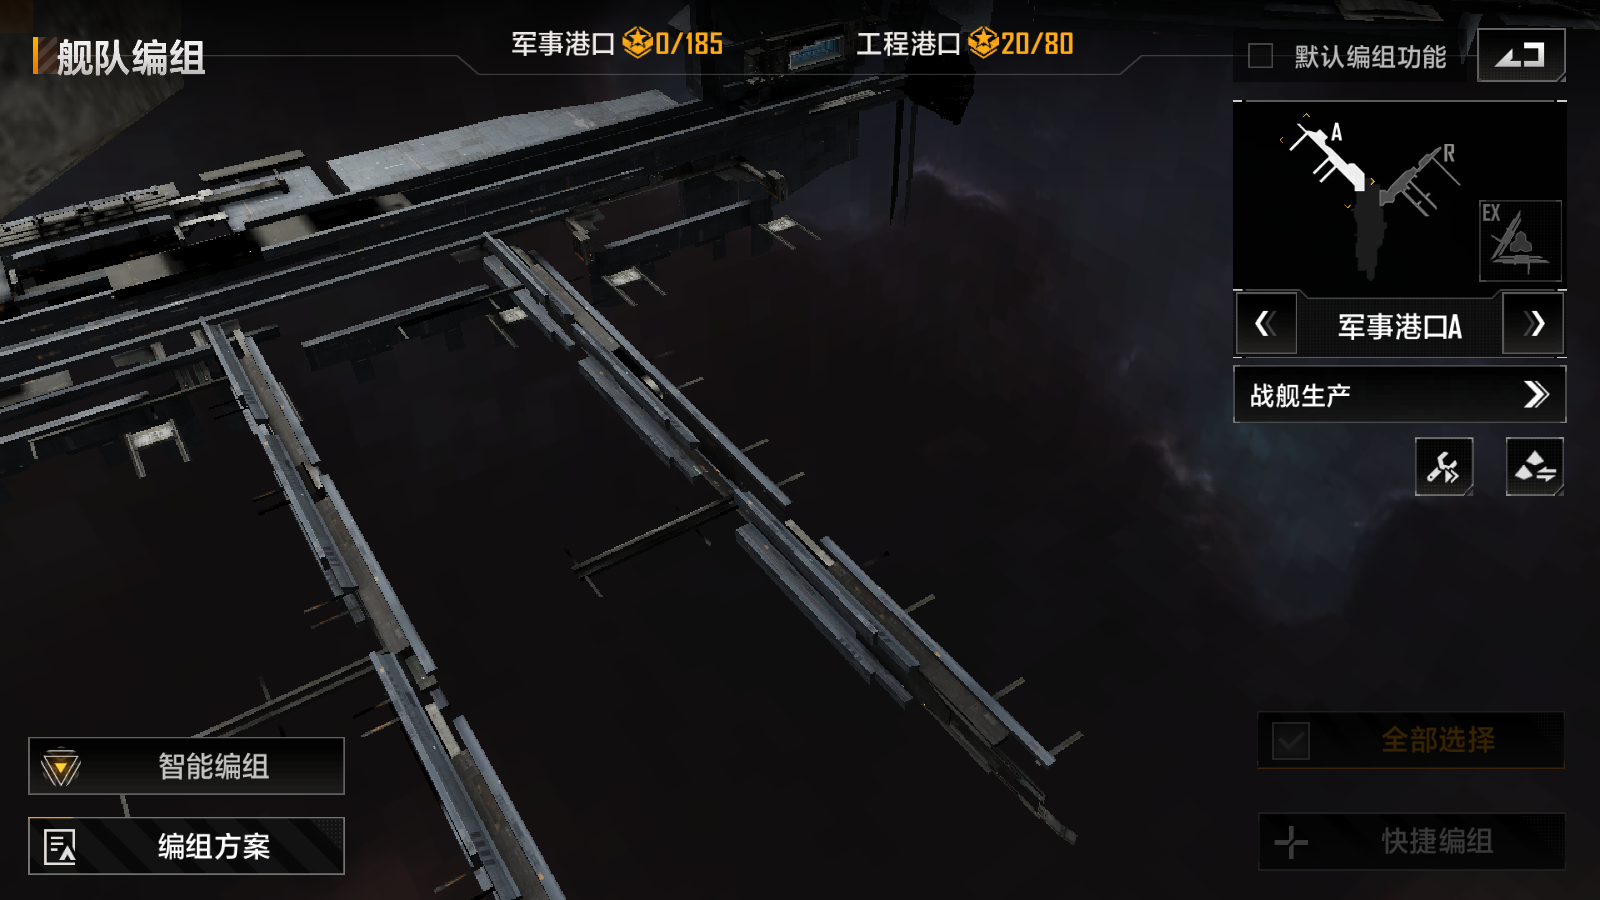 舰队编组
军事港口 0/185
工程港口 20/80
默认编组功能
A
R
EX
军事港口A
战舰生产
智能编组
编组方案
全部选择
快捷编组